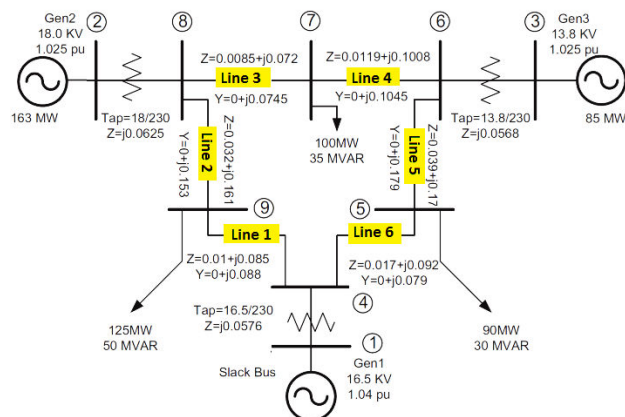 Gen2
18.0 KV
1.025 pu
②
⑧
⑦
⑥
③
Gen3
13.8 KV
1.025 pu
Z=0.0085+j0.072
Z=0.0119+j0.1008
Line 3
Line 4
Y=0+j0.0745
Y=0+j0.1045
163 MW
Tap=18/230
Z=j0.0625
Tap=13.8/230
Z=j0.0568
85 MW
100MW
35 MVAR
Y=0+j0.153
Line 2
Z=0.032+j0.161
Y=0+j0.179
Line 5
Z=0.039+j0.17
⑨
⑤
Line 1
Line 6
Z=0.01+j0.085
Y=0+j0.088
Z=0.017+j0.092
Y=0+j0.079
④
Tap=16.5/230
Z=j0.0576
125MW
50 MVAR
90MW
30 MVAR
①
Slack Bus
Gen1
16.5 KV
1.04 pu